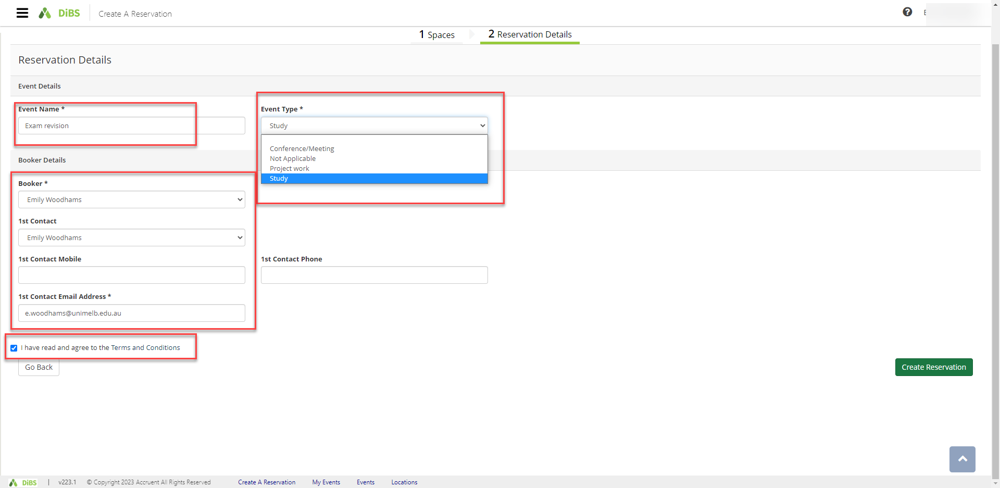 DiBS Create A Reservation
1 Spaces 2 Reservation Details
Reservation Details
Event Details
Event Name * Event Type *
Exam revision Study
Conference/Meeting
Not Applicable
Project work
Study
Booker Details
Booker *
Emily Woodhams
1st Contact
Emily Woodhams
1st Contact Mobile 1st Contact Phone
1st Contact Email Address *
e.woodhams@unimelb.edu.au
I have read and agree to the Terms and Conditions
Go Back Create Reservation
DiBS | v223.1 © Copyright 2023 Accruent All Rights Reserved Create A Reservation My Events Events Locations